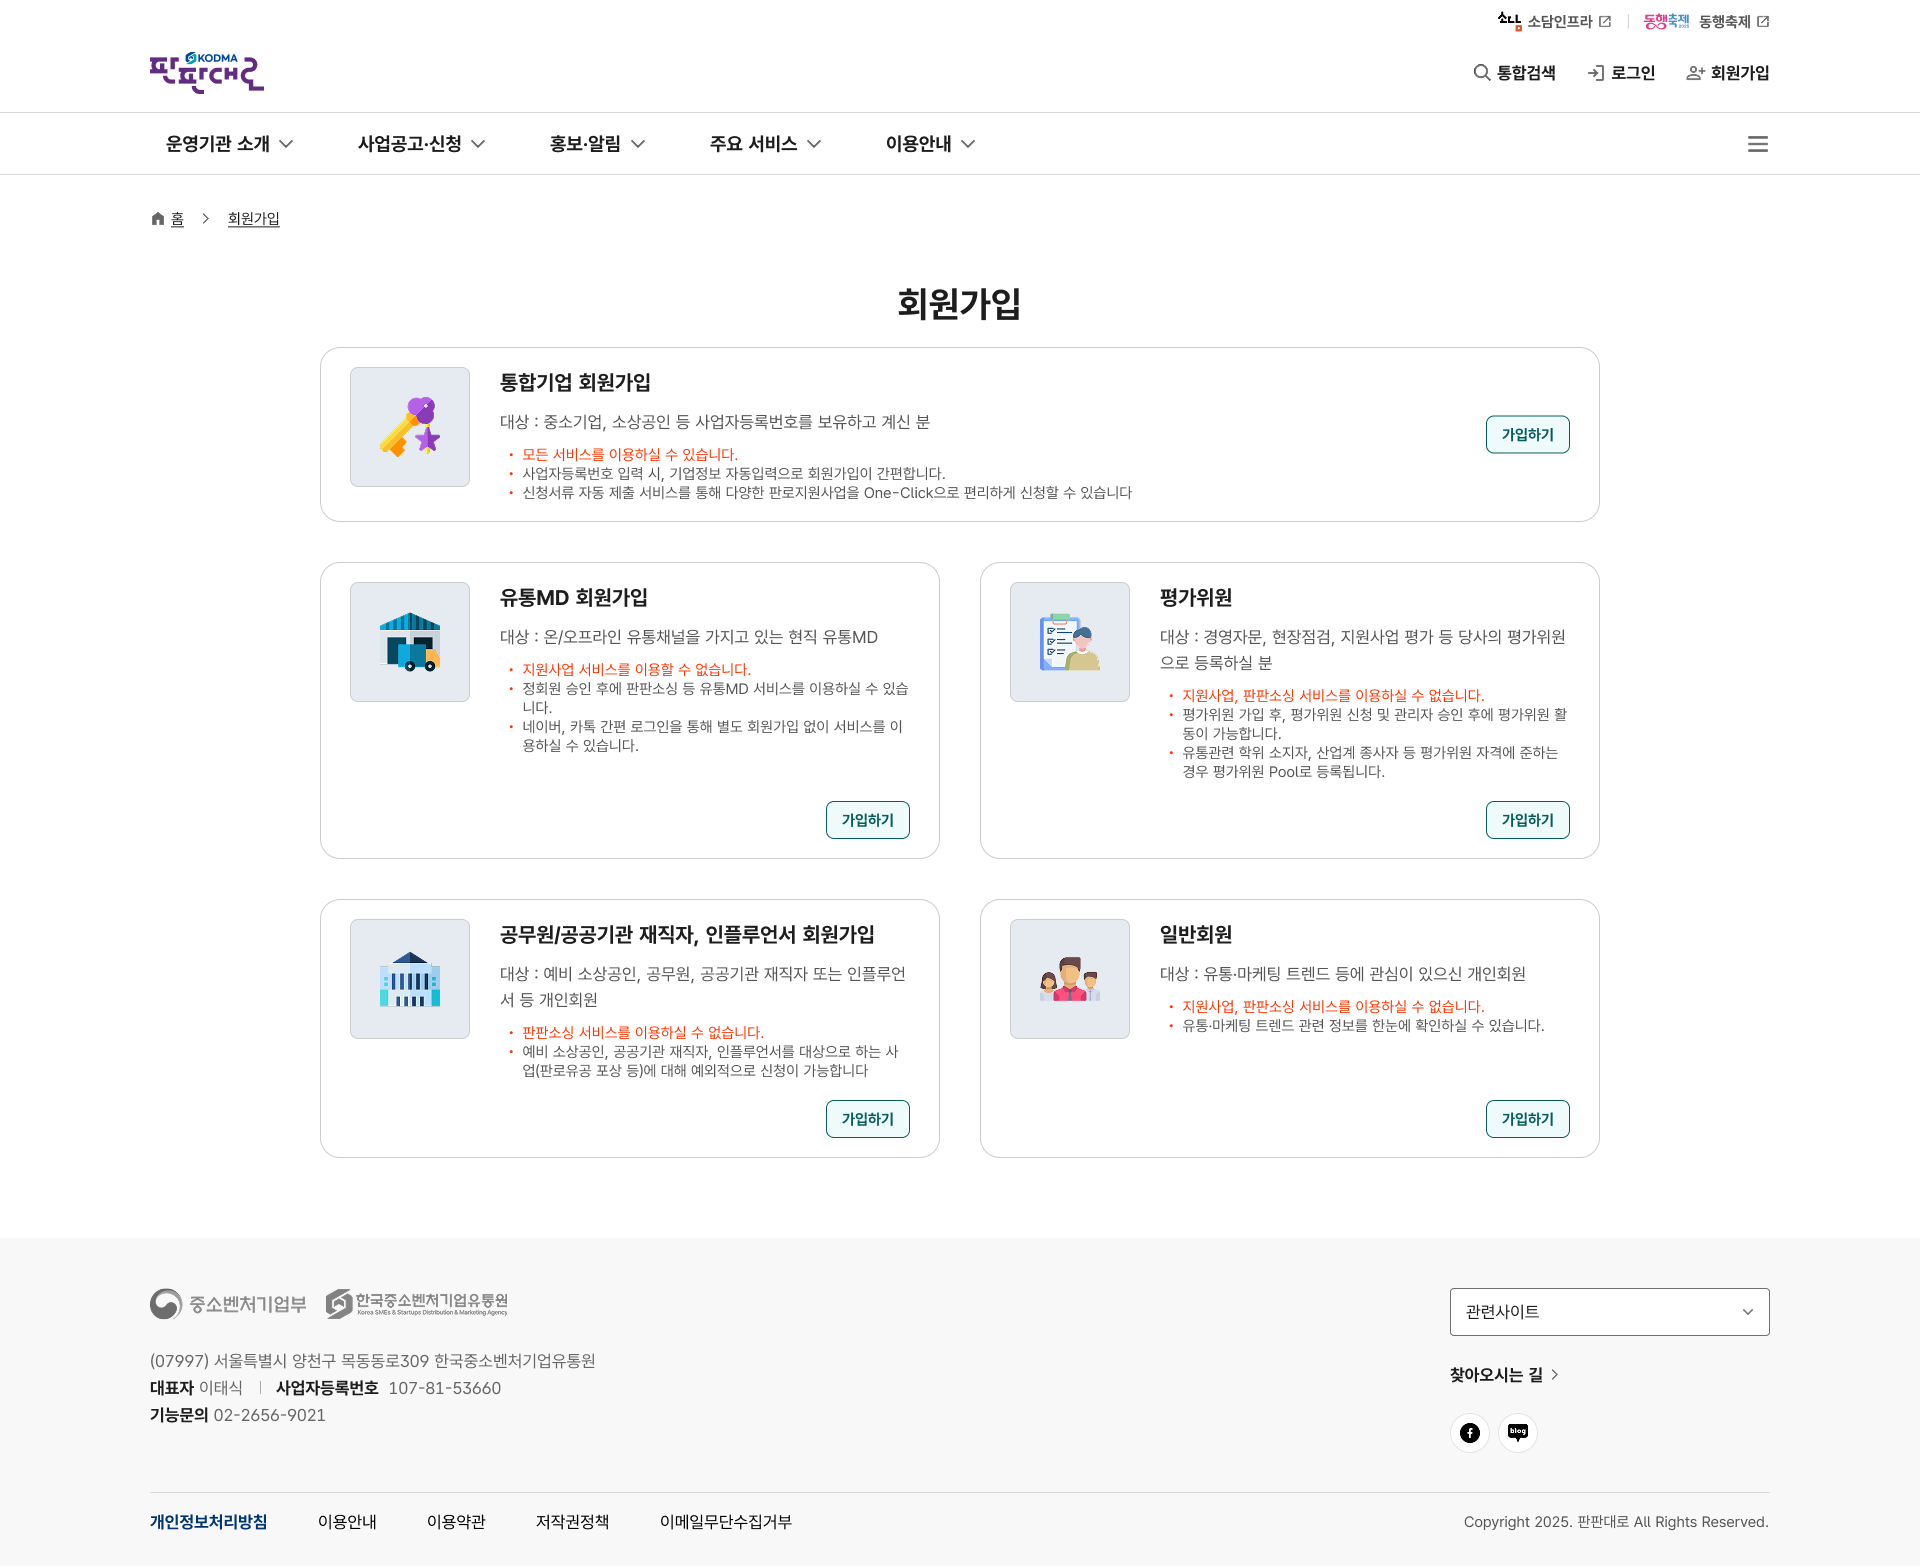 소담 소담인프라
동행축제 2025 동행축제
KODMA
판판대로
통합검색
로그인
회원가입
운영기관 소개
사업공고·신청
홍보·알림
주요 서비스
이용안내
홈
회원가입
회원가입
통합기업 회원가입
대상 : 중소기업, 소상공인 등 사업자등록번호를 보유하고 계신 분
• 모든 서비스를 이용하실 수 있습니다.
• 사업자등록번호 입력 시, 기업정보 자동입력으로 회원가입이 간편합니다.
• 신청서류 자동 제출 서비스를 통해 다양한 판로지원사업을 One-Click으로 편리하게 신청할 수 있습니다
가입하기
유통MD 회원가입
대상 : 온/오프라인 유통채널을 가지고 있는 현직 유통MD
• 지원사업 서비스를 이용할 수 없습니다.
• 정회원 승인 후에 판판소싱 등 유통MD 서비스를 이용하실 수 있습
니다.
• 네이버, 카톡 간편 로그인을 통해 별도 회원가입 없이 서비스를 이
용하실 수 있습니다.
가입하기
평가위원
대상 : 경영자문, 현장점검, 지원사업 평가 등 당사의 평가위원
으로 등록하실 분
• 지원사업, 판판소싱 서비스를 이용하실 수 없습니다.
• 평가위원 가입 후, 평가위원 신청 및 관리자 승인 후에 평가위원 활
동이 가능합니다.
• 유통관련 학위 소지자, 산업계 종사자 등 평가위원 자격에 준하는
경우 평가위원 Pool로 등록됩니다.
가입하기
공무원/공공기관 재직자, 인플루언서 회원가입
대상 : 예비 소상공인, 공무원, 공공기관 재직자 또는 인플루언
서 등 개인회원
• 판판소싱 서비스를 이용하실 수 없습니다.
• 예비 소상공인, 공공기관 재직자, 인플루언서를 대상으로 하는 사
업(판로유공 포상 등)에 대해 예외적으로 신청이 가능합니다
가입하기
일반회원
대상 : 유통·마케팅 트렌드 등에 관심이 있으신 개인회원
• 지원사업, 판판소싱 서비스를 이용하실 수 없습니다.
• 유통·마케팅 트렌드 관련 정보를 한눈에 확인하실 수 있습니다.
가입하기
중소벤처기업부
한국중소벤처기업유통원
Korea SMEs & Startups Distribution & Marketing Agency
(07997) 서울특별시 양천구 목동동로309 한국중소벤처기업유통원
대표자 이태식 | 사업자등록번호 107-81-53660
기능문의 02-2656-9021
관련사이트
찾아오시는 길
f
blog
개인정보처리방침
이용안내
이용약관
저작권정책
이메일무단수집거부
Copyright 2025. 판판대로 All Rights Reserved.